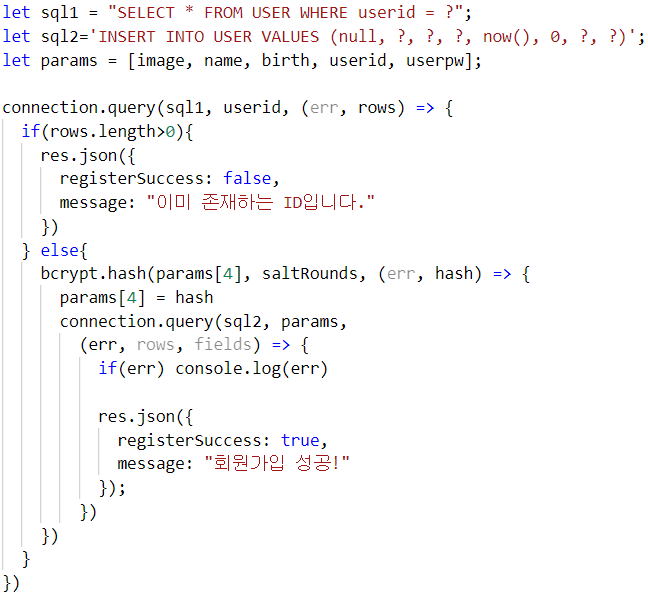 let sql1 = "SELECT * FROM USER WHERE userid = ?";
let sql2='INSERT INTO USER VALUES (null, ?, ?, ?, now(), 0, ?, ?)';
let params = [image, name, birth, userid, userpw];

connection.query(sql1, userid, (err, rows) => {
  if(rows.length>0){
    res.json({
      registerSuccess: false,
      message: "이미 존재하는 ID입니다."
    })
  } else{
    bcrypt.hash(params[4], saltRounds, (err, hash) => {
      params[4] = hash
      connection.query(sql2, params,
        (err, rows, fields) => {
          if(err) console.log(err)

          res.json({
            registerSuccess: true,
            message: "회원가입 성공!"
          });
        })
    })
  }
})